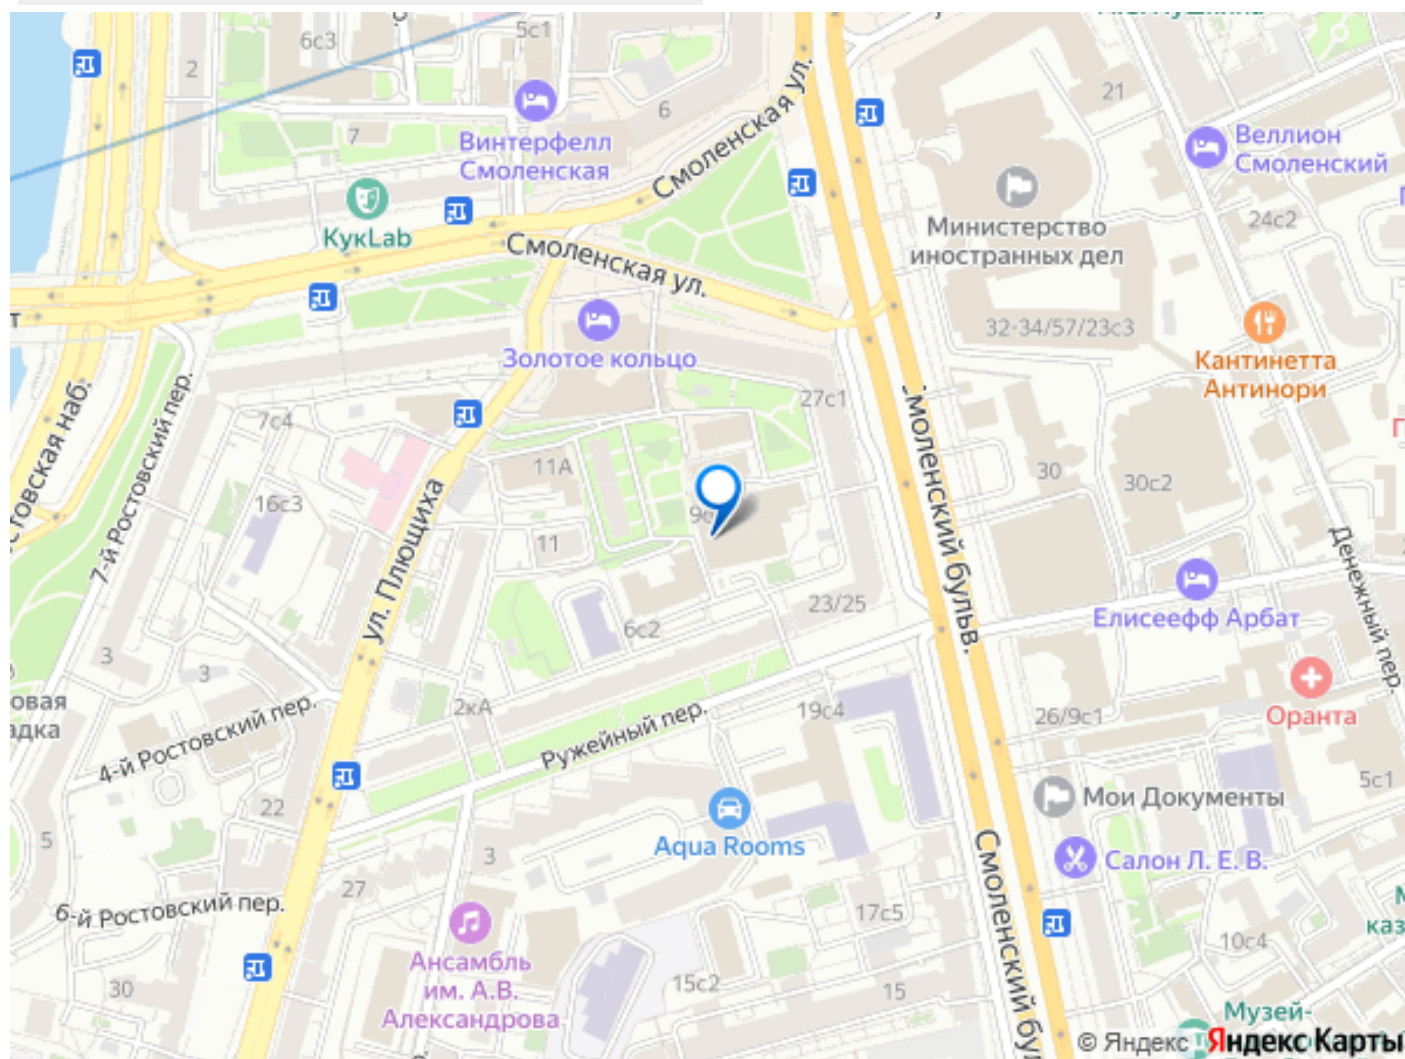 6с3
5с1
2
6
21
7
Винтерфелл
Смоленская
Смоленская ул.
Веллион
Смоленский
КукLab
Министерство
иностранных дел
24с2
Смоленская ул.
32-34/57/23с3
Золотое кольцо
Кантинетта
Антинори
27с1
7с4
7-й Ростовский пер.
11А
30
30с2
16с3
ул. Плющиха
11
Смоленский бульв.
Денежный пер.
23/25
6с2
Елисеефф Арбат
3
3
2кА
19с4
26/9с1
Оранта
4-й Ростовский пер.
Ружейный пер.
5с1
22
Мои Документы
5
Aqua Rooms
3
Салон Л. Е. В.
27
6-й Ростовский пер.
17с5
10с4
Ансамбль
им. А.В.
Александрова
30
15с2
15
Музей-
© Яндекс Яндекс Карты